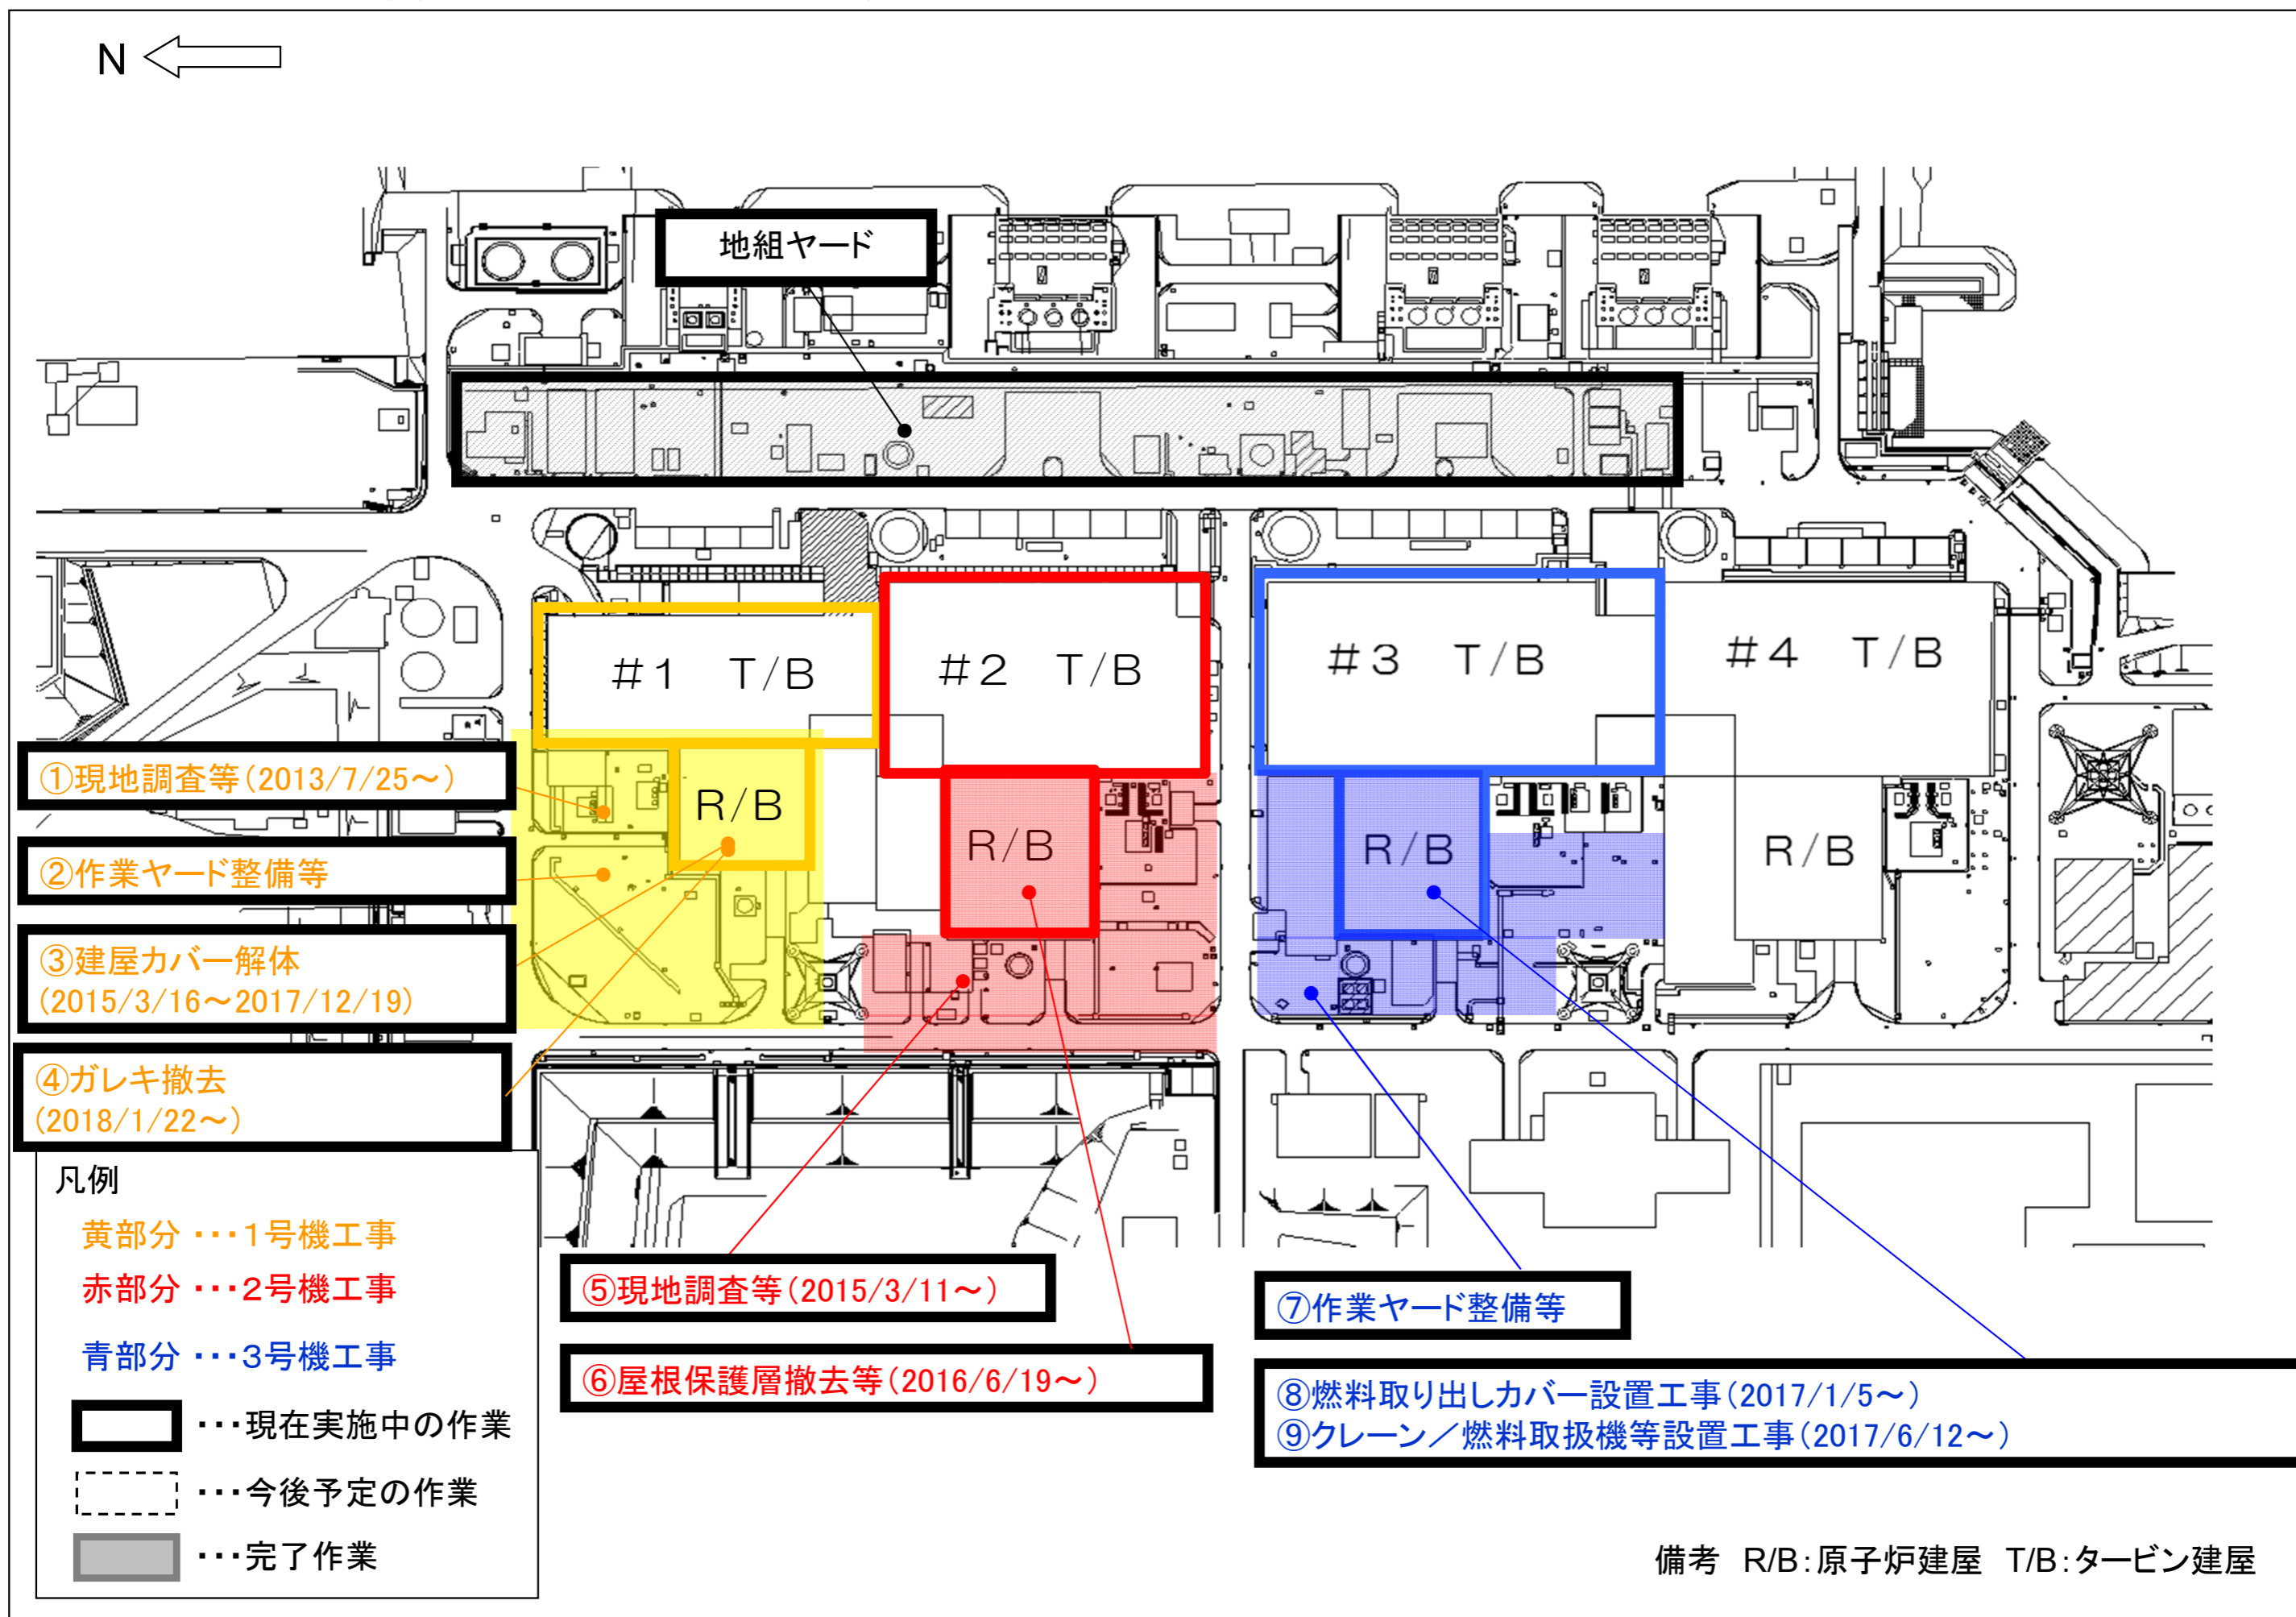 N
地組ヤード
#1 T/B
#2 T/B
#3 T/B
#4 T/B
R/B
R/B
R/B
R/B
①現地調査等(2013/7/25～)
②作業ヤード整備等
③建屋カバー解体
(2015/3/16～2017/12/19)
④ガレキ撤去
(2018/1/22～)
凡例
黄部分 ･･･1号機工事
赤部分 ･･･2号機工事
青部分 ･･･3号機工事
･･･現在実施中の作業
･･･今後予定の作業
･･･完了作業
⑤現地調査等(2015/3/11～)
⑥屋根保護層撤去等(2016/6/19～)
⑦作業ヤード整備等
⑧燃料取り出しカバー設置工事(2017/1/5～)
⑨クレーン／燃料取扱機等設置工事(2017/6/12～)
備考 R/B:原子炉建屋 T/B:タービン建屋